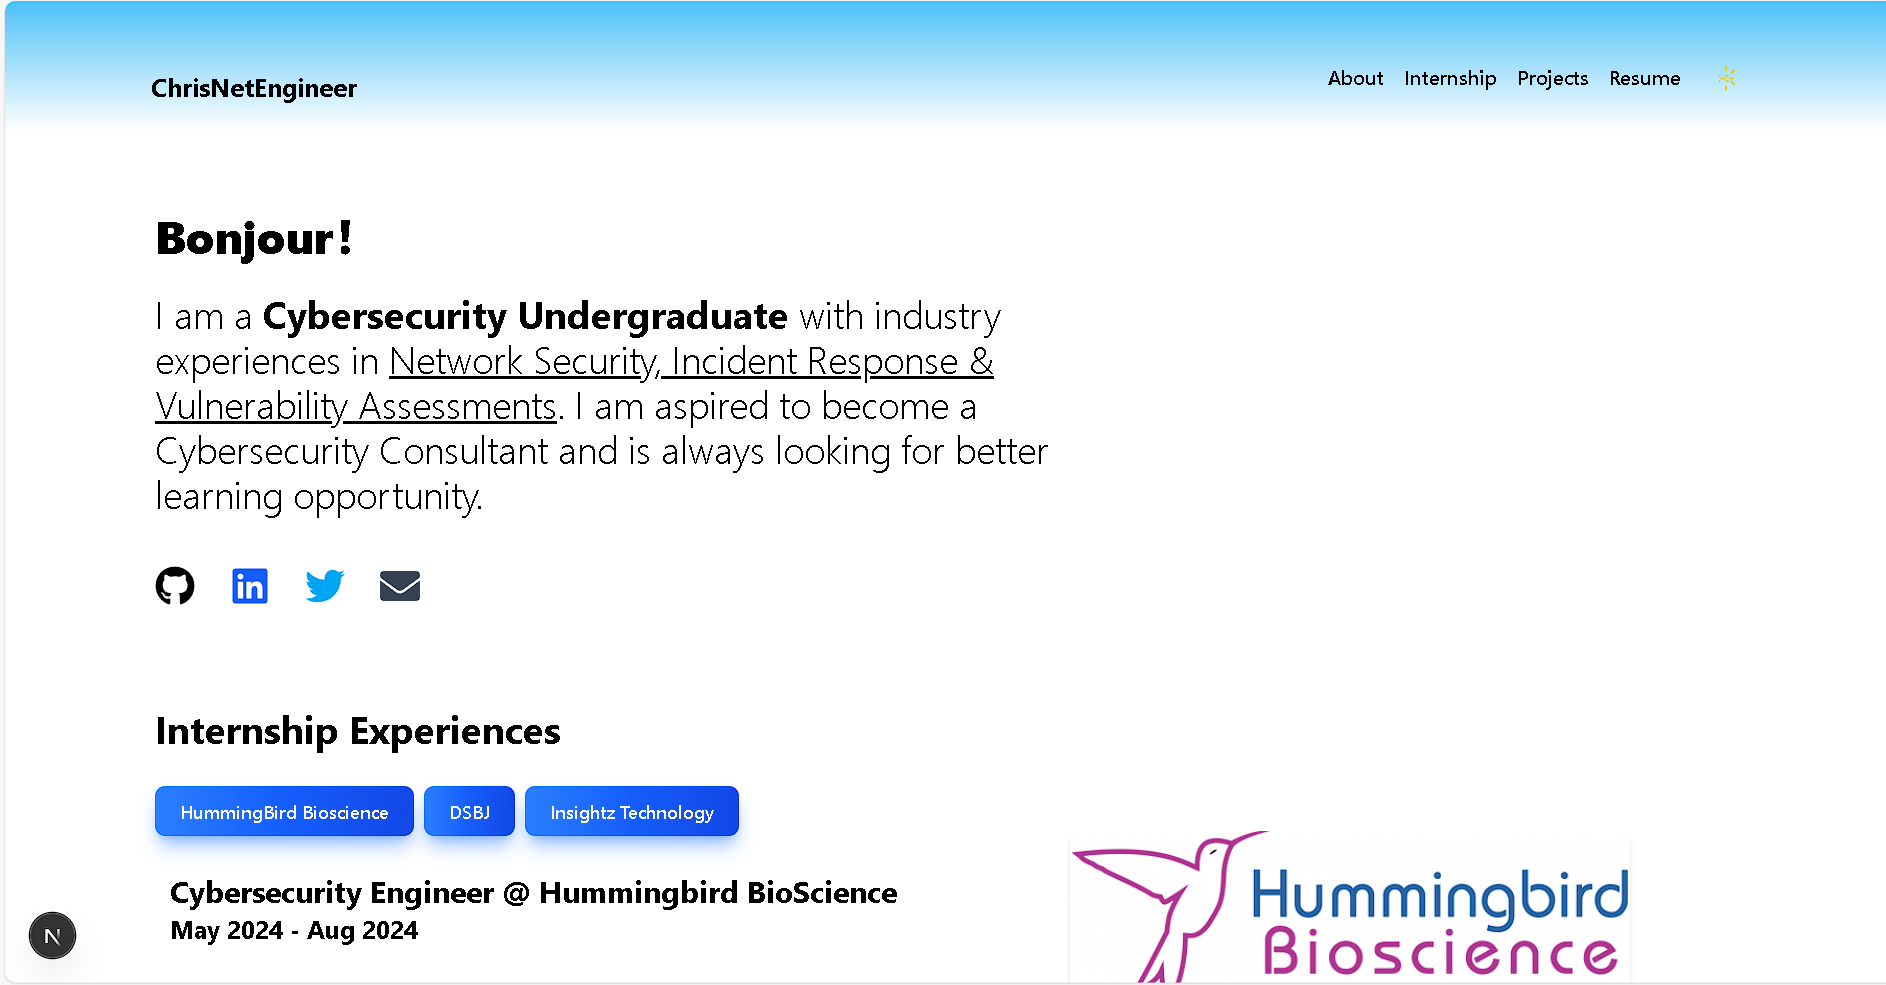 ChrisNetEngineer
About Internship Projects Resume
Bonjour!
I am a Cybersecurity Undergraduate with industry
experiences in Network Security, Incident Response &
Vulnerability Assessments. I am aspired to become a
Cybersecurity Consultant and is always looking for better
learning opportunity.
in
Internship Experiences
HummingBird Bioscience DSBJ Insightz Technology
Cybersecurity Engineer @ Hummingbird BioScience
May 2024 - Aug 2024
Hummingbird
Bioscience
N